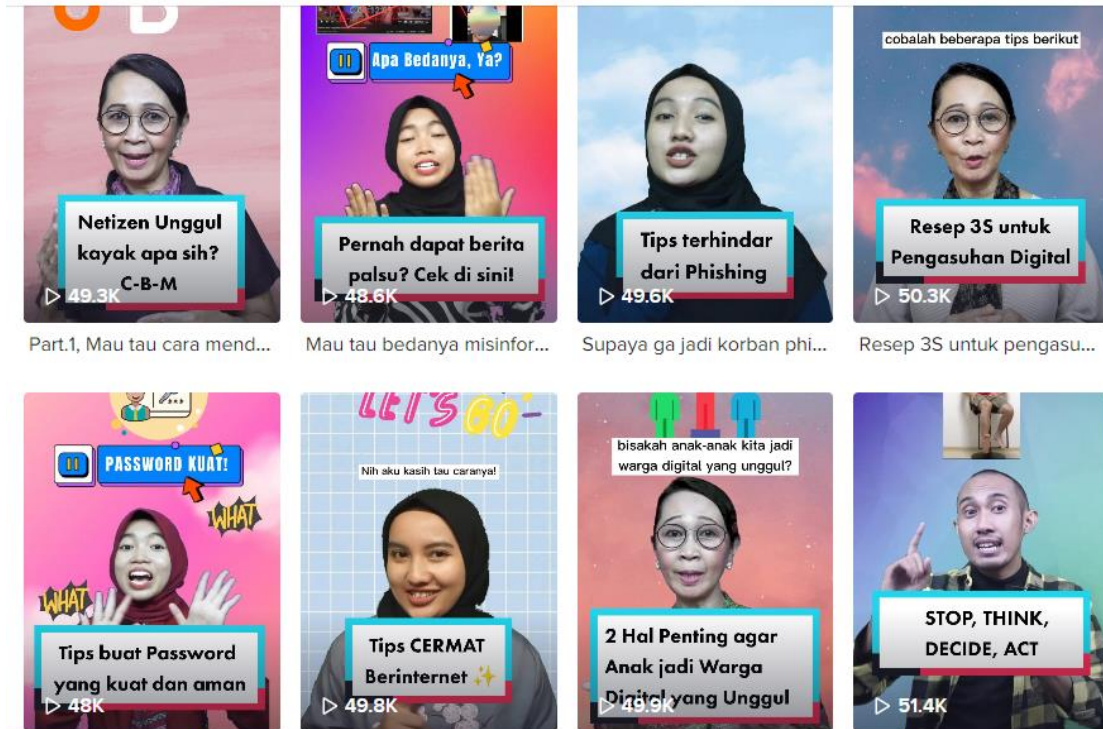 B
Apa Bedanya, Ya?
cobalah beberapa tips berikut
Netizen Unggul
kayak apa sih?
C-B-M
49.3K
Pernah dapat berita
palsu? Cek di sini!
48.6K
Tips terhindar
dari Phishing
49.6K
Resep 3S untuk
Pengasuhan Digital
50.3K
Part.1, Mau tau cara mend...
Mau tau bedanya misinfor...
Supaya ga jadi korban phi...
Resep 3S untuk pengasu...
PASSWORD KUAT!
WHAT
WHAT
Tips buat Password
yang kuat dan aman
48K
LET'S GO
Nih aku kasih tau caranya!
Tips CERMAT
Berinternet ✨
49.8K
bisakah anak-anak kita jadi
warga digital yang unggul?
2 Hal Penting agar
Anak jadi Warga
Digital yang Unggul
49.9K
STOP, THINK,
DECIDE, ACT
51.4K